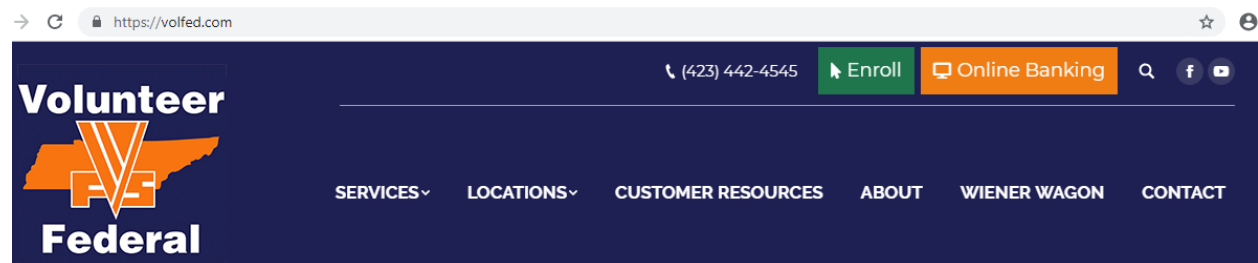 https://volfed.com
(423) 442-4545 Enroll Online Banking
Volunteer
VFS
Federal
SERVICES LOCATIONS CUSTOMER RESOURCES ABOUT WIENER WAGON CONTACT